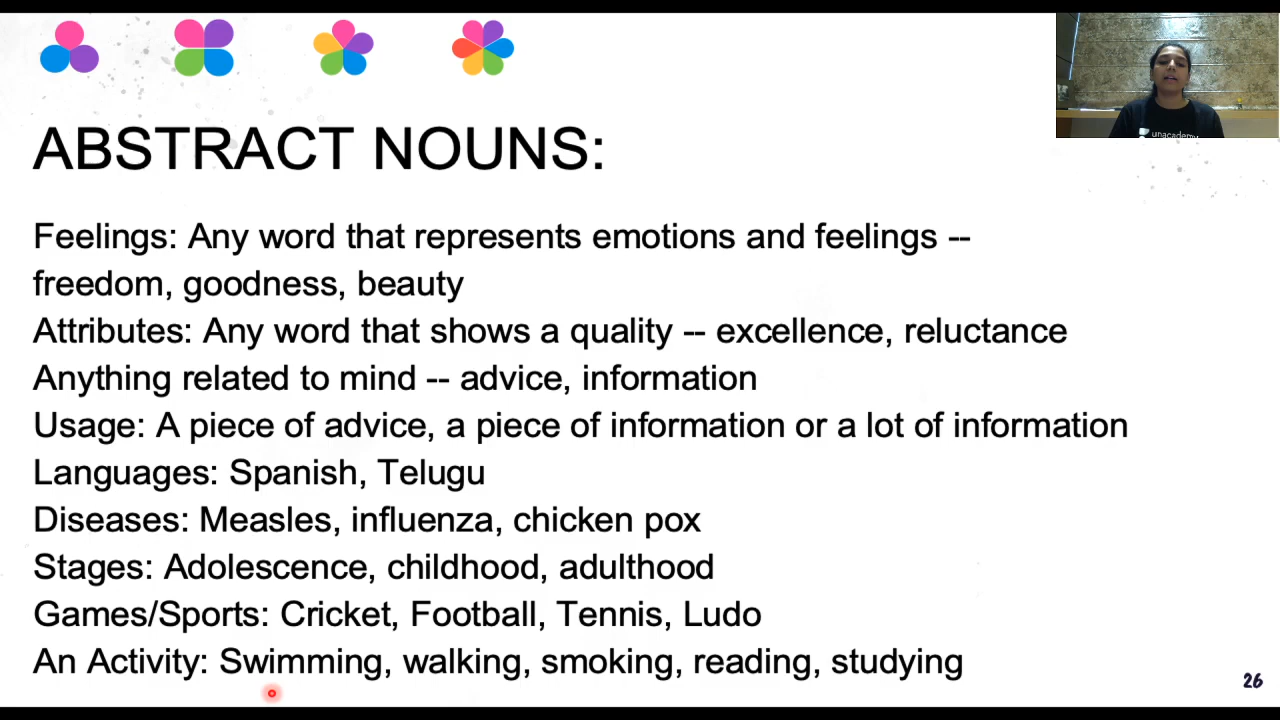 unacademy
ABSTRACT NOUNS:
Feelings: Any word that represents emotions and feelings --
freedom, goodness, beauty
Attributes: Any word that shows a quality -- excellence, reluctance
Anything related to mind -- advice, information
Usage: A piece of advice, a piece of information or a lot of information
Languages: Spanish, Telugu
Diseases: Measles, influenza, chicken pox
Stages: Adolescence, childhood, adulthood
Games/Sports: Cricket, Football, Tennis, Ludo
An Activity: Swimming, walking, smoking, reading, studying
26